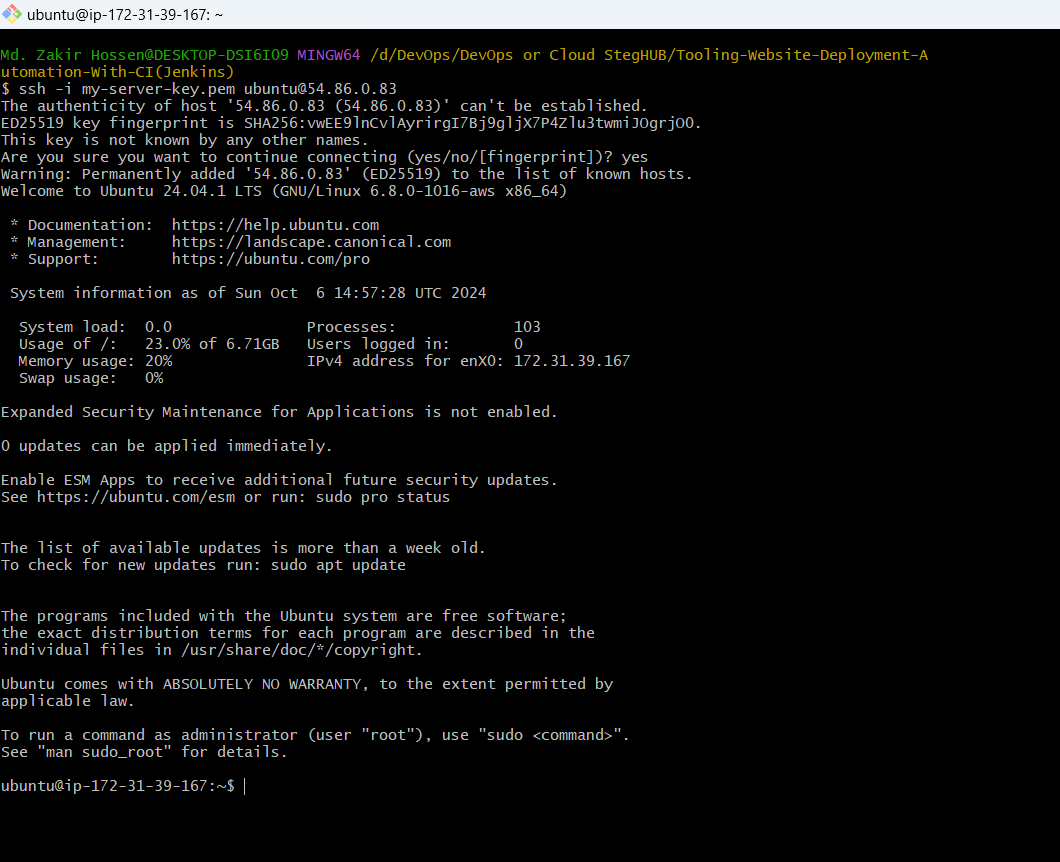 ubuntu@ip-172-31-39-167: ~
Md. Zakir Hossen@DESKTOP-DSI6IO9 MINGW64 /d/DevOps/DevOps or Cloud StegHUB/Tooling-Website-Deployment-A
utomation-With-CI(Jenkins)
$ ssh -i my-server-key.pem ubuntu@54.86.0.83
The authenticity of host '54.86.0.83 (54.86.0.83)' can't be established.
ED25519 key fingerprint is SHA256:vwEE9lnCvlAyrirgI7Bj9gljX7P4Zlu3twmiJOgrjO0.
This key is not known by any other names.
Are you sure you want to continue connecting (yes/no/[fingerprint])? yes
Warning: Permanently added '54.86.0.83' (ED25519) to the list of known hosts.
Welcome to Ubuntu 24.04.1 LTS (GNU/Linux 6.8.0-1016-aws x86_64)
* Documentation:  https://help.ubuntu.com
* Management:     https://landscape.canonical.com
* Support:        https://ubuntu.com/pro
System information as of Sun Oct  6 14:57:28 UTC 2024
System load:  0.0               Processes:             103
Usage of /:   23.0% of 6.71GB   Users logged in:       0
Memory usage: 20%               IPv4 address for enX0: 172.31.39.167
Swap usage:   0%
Expanded Security Maintenance for Applications is not enabled.
0 updates can be applied immediately.
Enable ESM Apps to receive additional future security updates.
See https://ubuntu.com/esm or run: sudo pro status
The list of available updates is more than a week old.
To check for new updates run: sudo apt update
The programs included with the Ubuntu system are free software;
the exact distribution terms for each program are described in the
individual files in /usr/share/doc/*/copyright.
Ubuntu comes with ABSOLUTELY NO WARRANTY, to the extent permitted by
applicable law.
To run a command as administrator (user "root"), use "sudo <command>".
See "man sudo_root" for details.
ubuntu@ip-172-31-39-167:~$